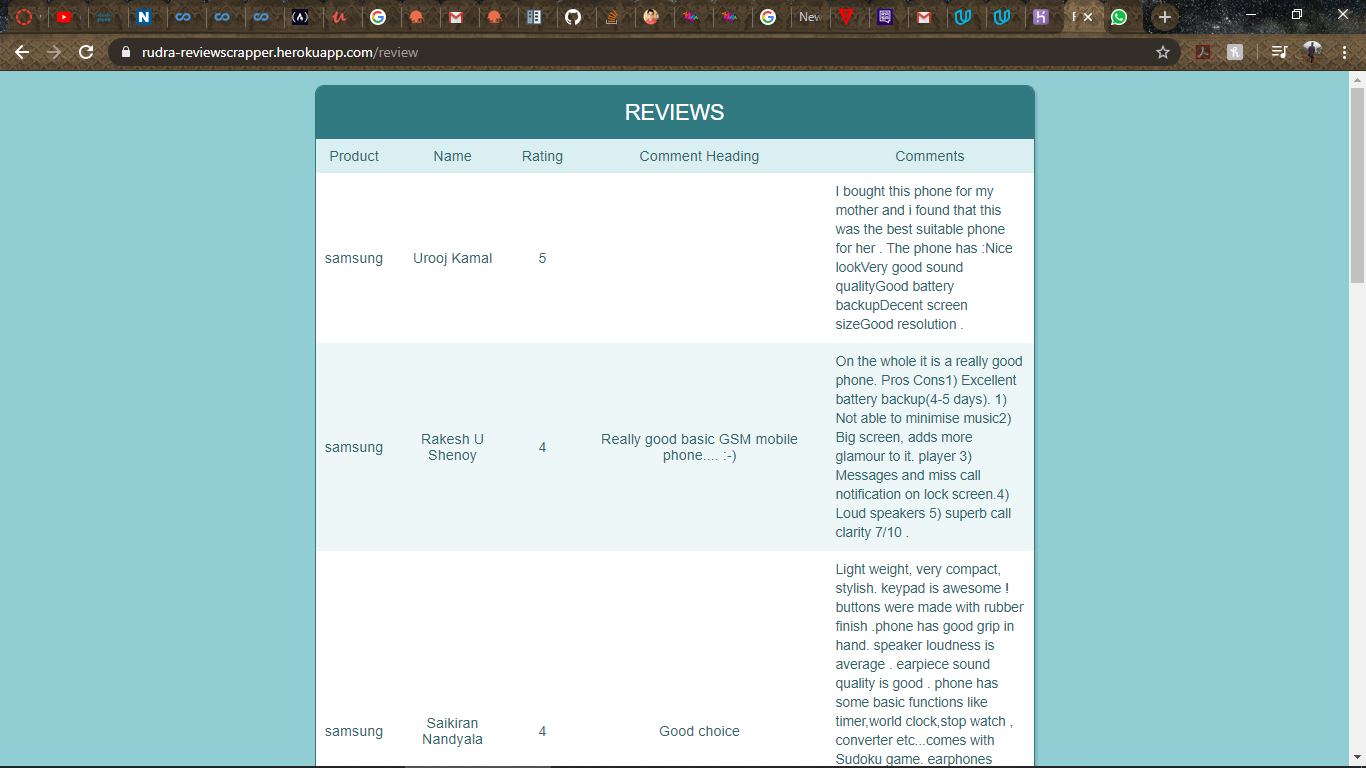 New
rudra-reviewscrapper.herokuapp.com/review
REVIEWS
Product Name Rating Comment Heading Comments
samsung
Urooj Kamal
5
I bought this phone for my
mother and i found that this
was the best suitable phone
for her . The phone has :Nice
lookVery good sound
qualityGood battery
backupDecent screen
sizeGood resolution .
samsung
Rakesh U
Shenoy
4
Really good basic GSM mobile
phone.... :-)
On the whole it is a really good
phone. Pros Cons1) Excellent
battery backup(4-5 days). 1)
Not able to minimise music2)
Big screen, adds more
glamour to it. player 3)
Messages and miss call
notification on lock screen.4)
Loud speakers 5) superb call
clarity 7/10 .
samsung
Saikiran
Nandyala
4
Good choice
Light weight, very compact,
stylish. keypad is awesome !
buttons were made with rubber
finish .phone has good grip in
hand. speaker loudness is
average . earpiece sound
quality is good . phone has
some basic functions like
timer,world clock,stop watch ,
converter etc...comes with
Sudoku game. earphones